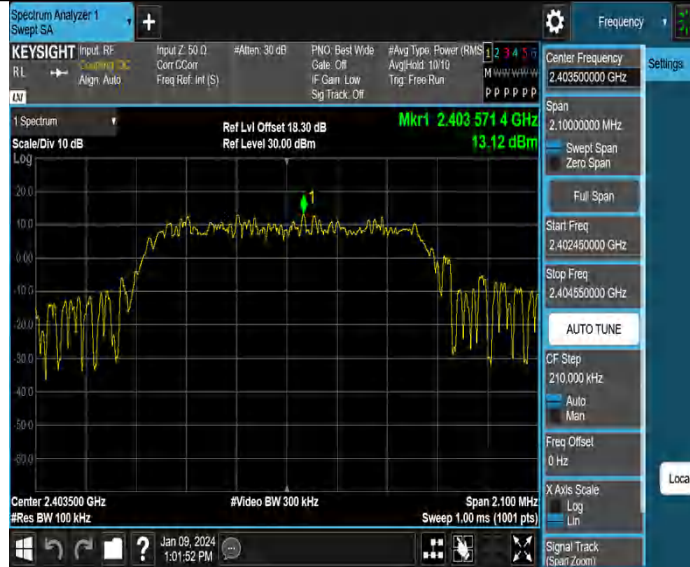 Spectrum Analyzer 1
Swept SA
+
Frequency
KEYSIGHT
RL
Input: RF
Coupling: DC
Align: Auto
Input Z: 50 Ω
Corr CCorr
Freq Ref: Int (S)
#Atten: 30 dB
PNO: Best Wide
Gate: Off
IF Gain: Low
Sig Track: Off
#Avg Type: Power (RMS
Avg|Hold: 10/10
Trig: Free Run
1 2 3 4 5 6
M W W W W W
P P P P P P
LXI
1 Spectrum
Scale/Div 10 dB
Log
Ref Lvl Offset 18.30 dB
Ref Level 30.00 dBm
Mkr1 2.403 571 4 GHz
13.12 dBm
20.0
10.0
0.00
-10.0
-20.0
-30.0
-40.0
-50.0
-60.0
1
Center 2.403500 GHz
#Res BW 100 kHz
#Video BW 300 kHz
Span 2.100 MHz
Sweep 1.00 ms (1001 pts)
Jan 09, 2024
1:01:52 PM
Center Frequency
2.403500000 GHz
Span
2.10000000 MHz
Swept Span
Zero Span
Full Span
Start Freq
2.402450000 GHz
Stop Freq
2.404550000 GHz
AUTO TUNE
CF Step
210.000 kHz
Auto
Man
Freq Offset
0 Hz
X Axis Scale
Log
Lin
Signal Track
(Span Zoom)
Settings
Loca